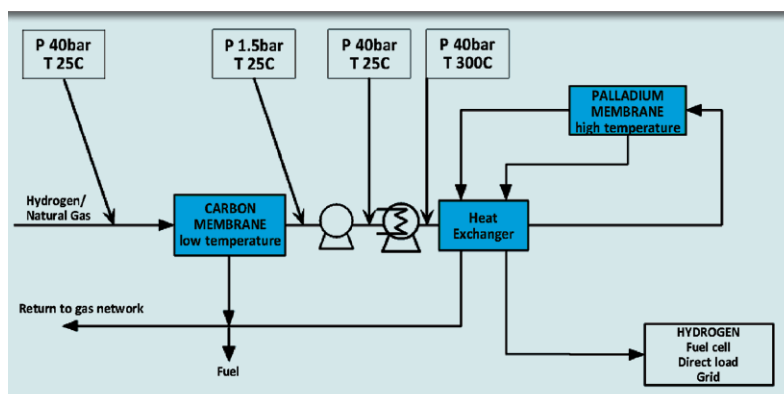 P 40bar
T 25C
P 1.5bar
T 25C
P 40bar
T 25C
P 40bar
T 300C
PALLADIUM
MEMBRANE
high temperature
Hydrogen/
Natural Gas
CARBON
MEMBRANE
low temperature
Heat
Exchanger
Return to gas network
Fuel
HYDROGEN
Fuel cell
Direct load
Grid